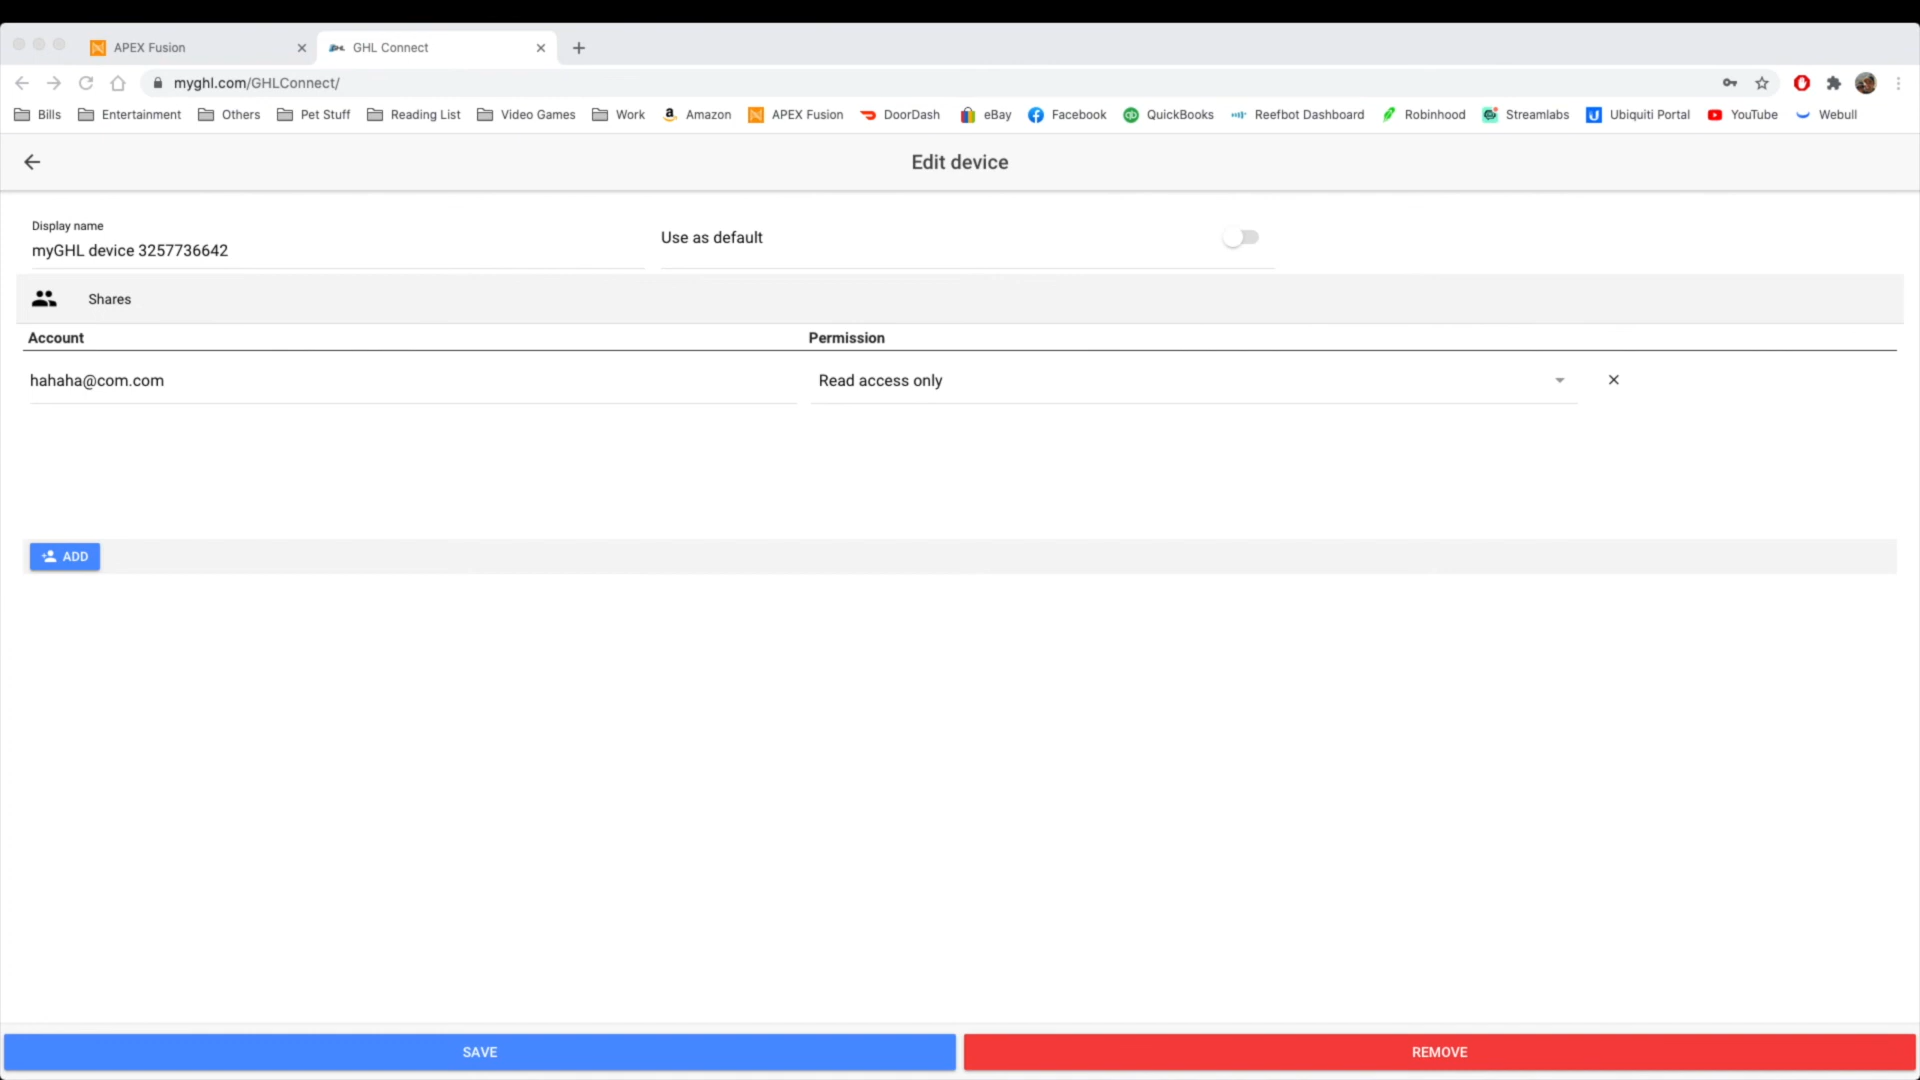 APEX Fusion
GHL Connect
myghl.com/GHLConnect/
Bills Entertainment Others Pet Stuff Reading List Video Games Work Amazon APEX Fusion DoorDash eBay Facebook QuickBooks Reefbot Dashboard Robinhood Streamlabs Ubiquiti Portal YouTube Webull
Edit device
Display name
myGHL device 3257736642
Use as default
Shares
Account Permission
hahaha@com.com Read access only
ADD
SAVE REMOVE